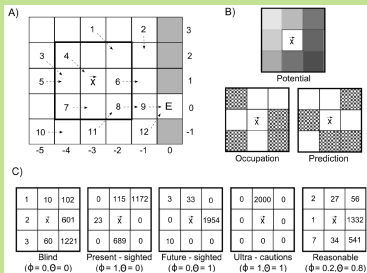 A)
1 2 3
3 4 2
5 x⃗ 6 1
7 8 9 E 0
10 11 12 -1
-5 -4 -3 -2 -1 0
B)
x⃗
Potential
x⃗ x⃗
Occupation Prediction
C)
1 10 102
2 x⃗ 601
3 60 1221
Blind
(Φ= 0,Θ= 0)
0 115 1172
23 x⃗ 0
0 689 0
Present - sighted
(Φ= 1,Θ= 0)
3 33 0
0 x⃗ 1954
10 0 0
Future - sighted
(Φ= 0,Θ= 1)
0 2000 0
0 x⃗ 0
0 0 0
Ultra - cautions
(Φ= 1,Θ= 1)
2 27 56
1 x⃗ 1332
7 34 541
Reasonable
(Φ= 0.2,Θ= 0.8)